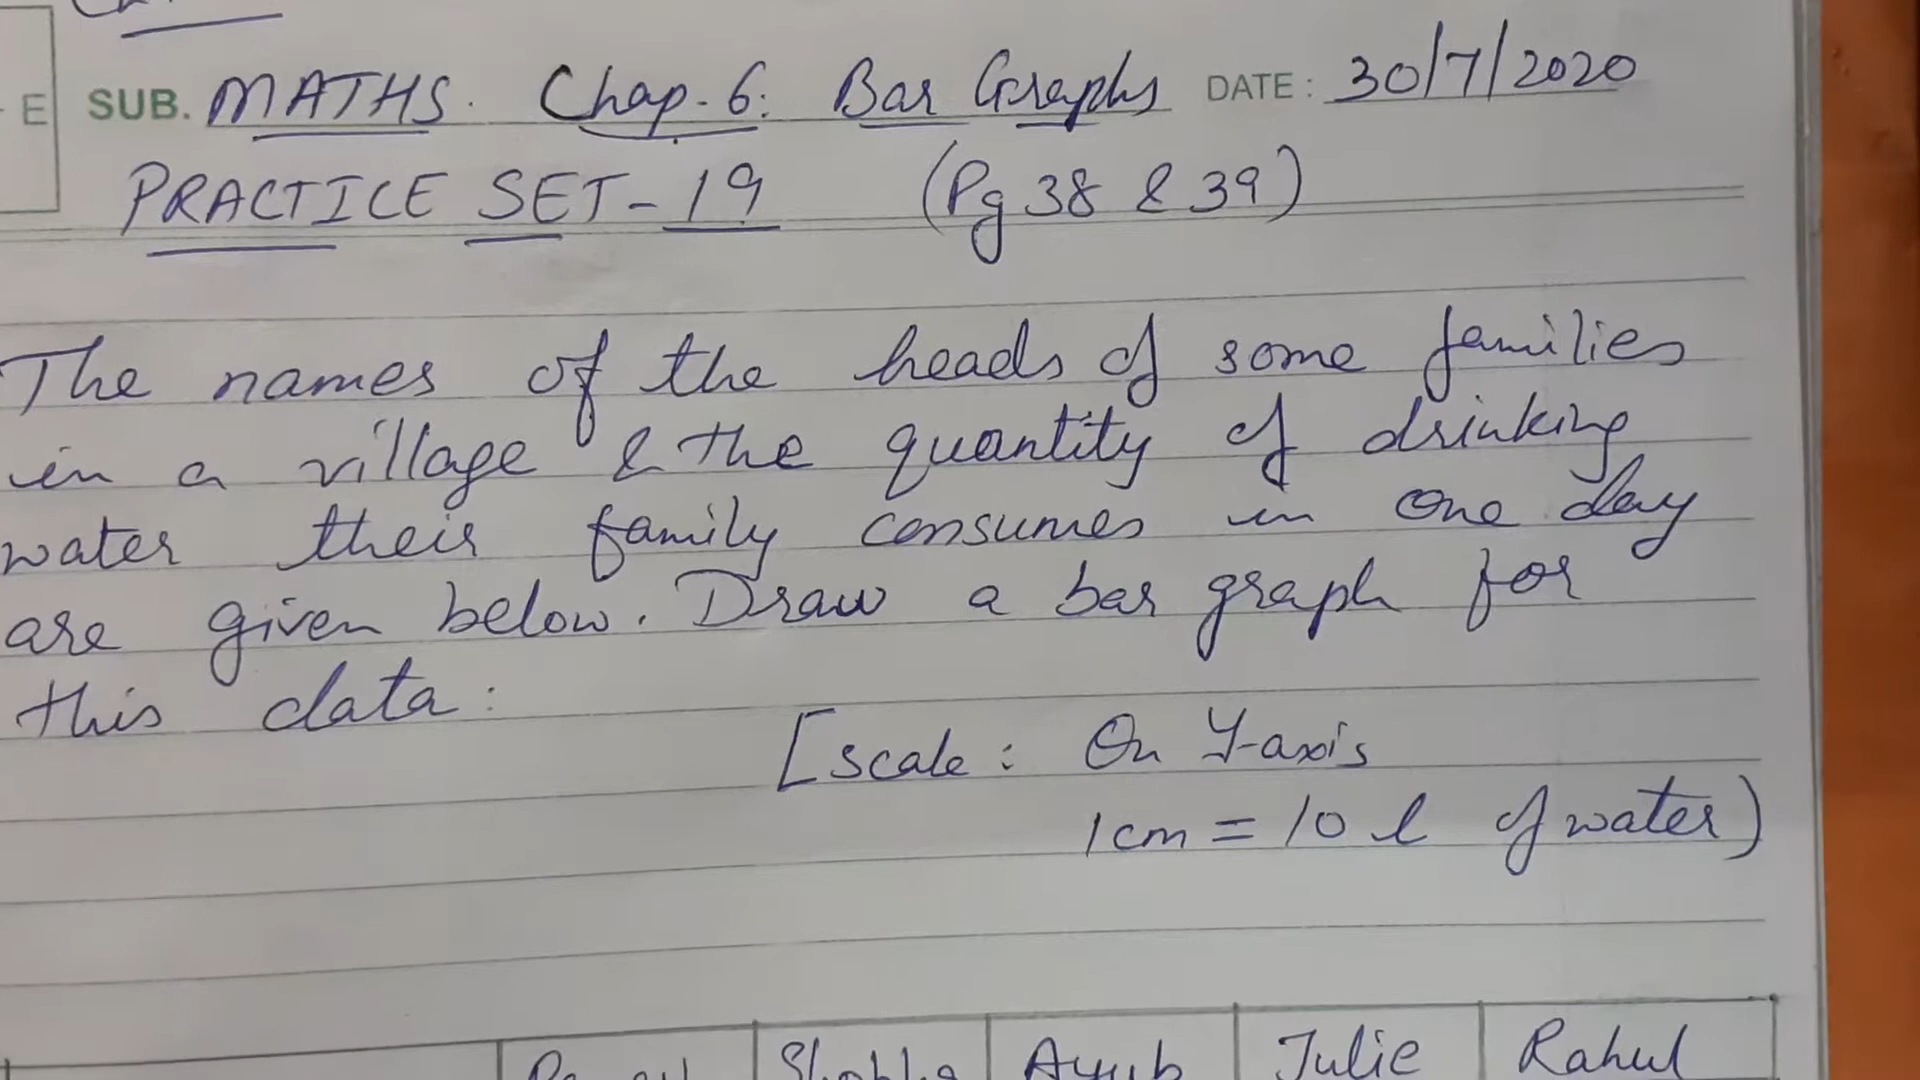 E SUB. MATHS. Chap. 6: Bar Graphs DATE: 30/7/2020
PRACTICE SET-19 (Pg 38 & 39)
The names of the heads of some families
in a village & the quantity of drinking
water their family consumes in one day
are given below. Draw a bar graph for
this data:
[scale: On Y-axis
1cm = 10 l of water)
Shobha Ayub Julie Rahul